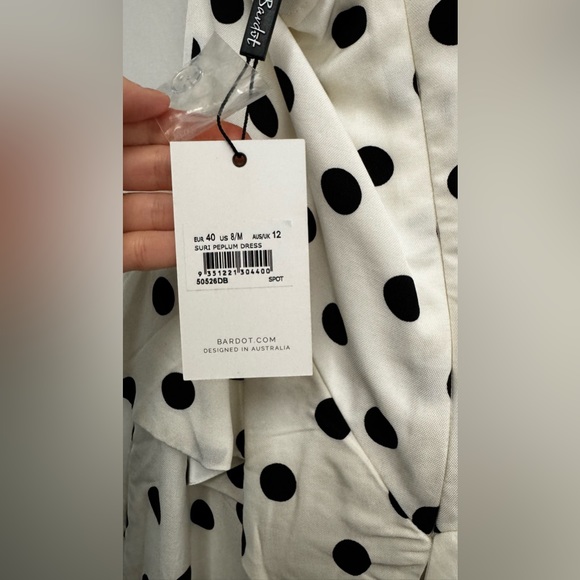 Bardot
EUR 40 US 8/M AUS/UK 12
SURI PEPLUM DRESS
9 351221 304400
50526DB SPOT
BARDOT.COM
DESIGNED IN AUSTRALIA